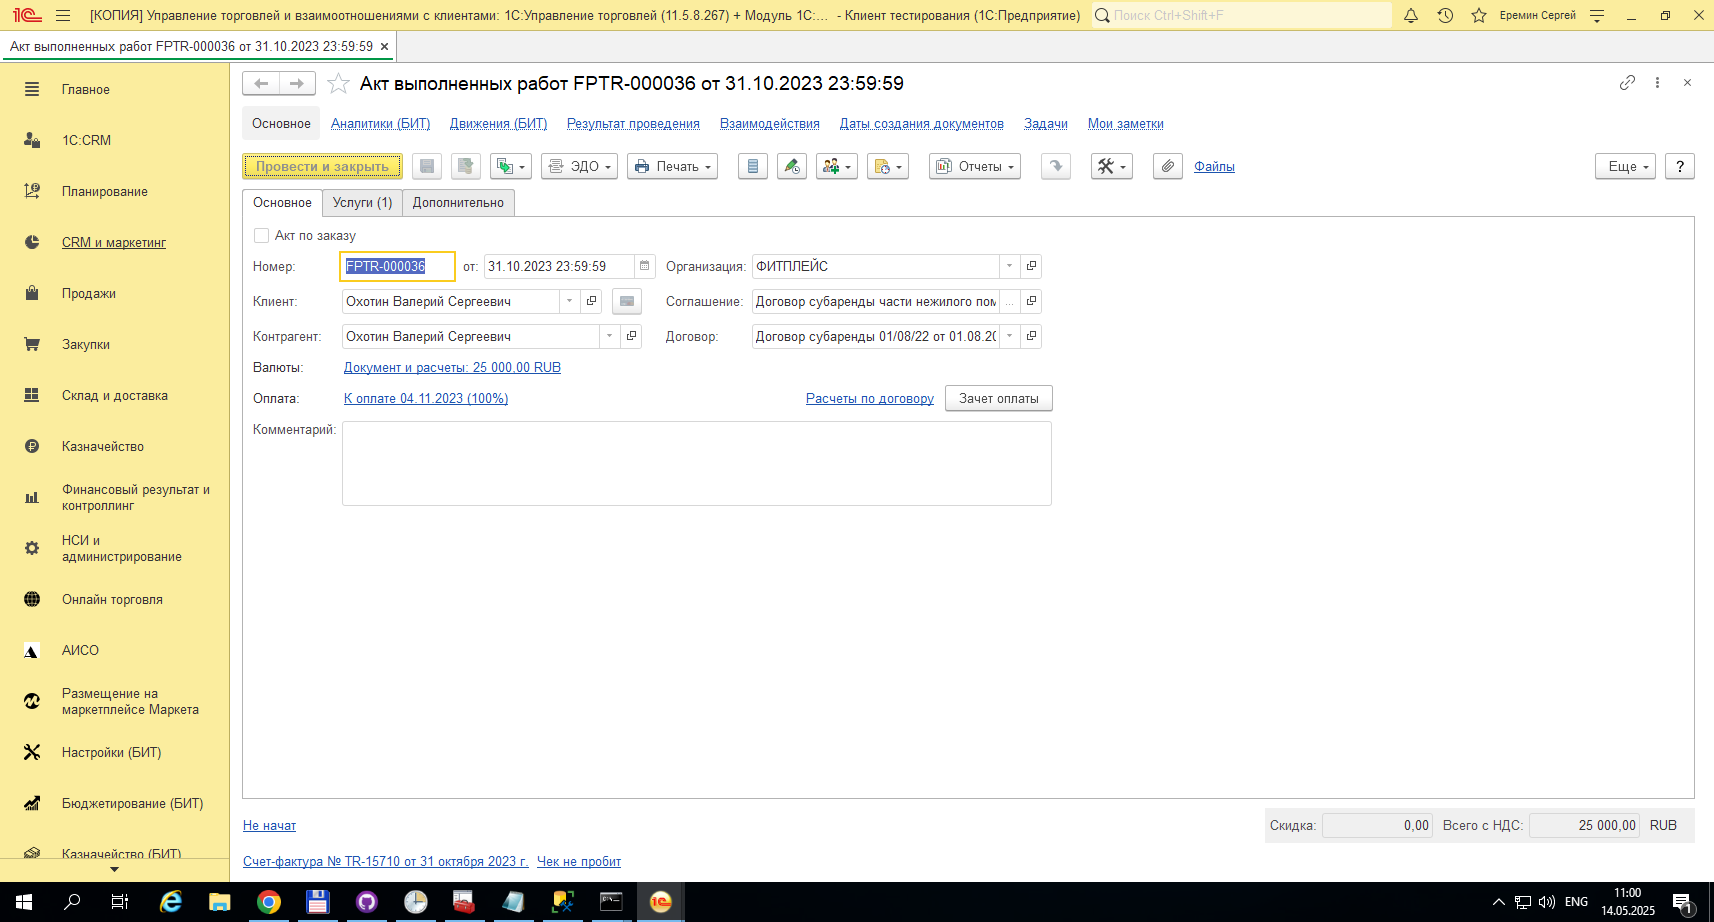 [КОПИЯ] Управление торговлей и взаимоотношениями с клиентами: 1С:Управление торговлей (11.5.8.267) + Модуль 1С:... - Клиент тестирования (1С:Предприятие)
Поиск Ctrl+Shift+F
Еремин Сергей
Акт выполненных работ FPTR-000036 от 31.10.2023 23:59:59 ×
Главное
1C:CRM
Планирование
CRM и маркетинг
Продажи
Закупки
Склад и доставка
Казначейство
Финансовый результат и
контроллинг
НСИ и
администрирование
Онлайн торговля
АИСО
Размещение на
маркетплейсе Маркета
Настройки (БИТ)
Бюджетирование (БИТ)
Казначейство (БИТ)
Акт выполненных работ FPTR-000036 от 31.10.2023 23:59:59
Основное Аналитики (БИТ) Движения (БИТ) Результат проведения Взаимодействия Даты создания документов Задачи Мои заметки
Провести и закрыть ЭДО Печать Отчеты Файлы Еще ?
Основное Услуги (1) Дополнительно
Акт по заказу
Номер: FPTR-000036 от: 31.10.2023 23:59:59 Организация: ФИТПЛЕЙС
Клиент: Охотин Валерий Сергеевич Соглашение: Договор субаренды части нежилого пом ...
Контрагент: Охотин Валерий Сергеевич Договор: Договор субаренды 01/08/22 от 01.08.20
Валюты: Документ и расчеты: 25 000,00 RUB
Оплата: К оплате 04.11.2023 (100%) Расчеты по договору Зачет оплаты
Комментарий:
Не начат
Скидка: 0,00 Всего с НДС: 25 000,00 RUB
Счет-фактура № TR-15710 от 31 октября 2023 г. Чек не пробит
ENG
11:00
14.05.2025
1